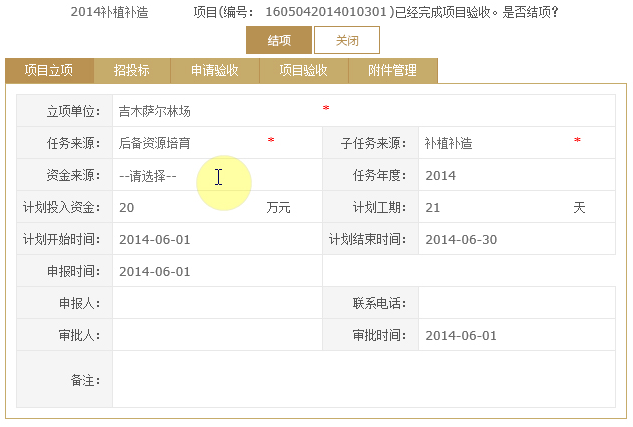 2014补植补造 项目(编号： 1605042014010301 )已经完成项目验收。是否结项?
结项 关闭
项目立项 招投标 申请验收 项目验收 附件管理
立项单位： 吉木萨尔林场 *
任务来源： 后备资源培育 * 子任务来源： 补植补造 *
资金来源： --请选择-- 任务年度： 2014
计划投入资金： 20 万元 计划工期： 21 天
计划开始时间： 2014-06-01 计划结束时间： 2014-06-30
申报时间： 2014-06-01
申报人： 联系电话：
审批人： 审批时间： 2014-06-01
备注：